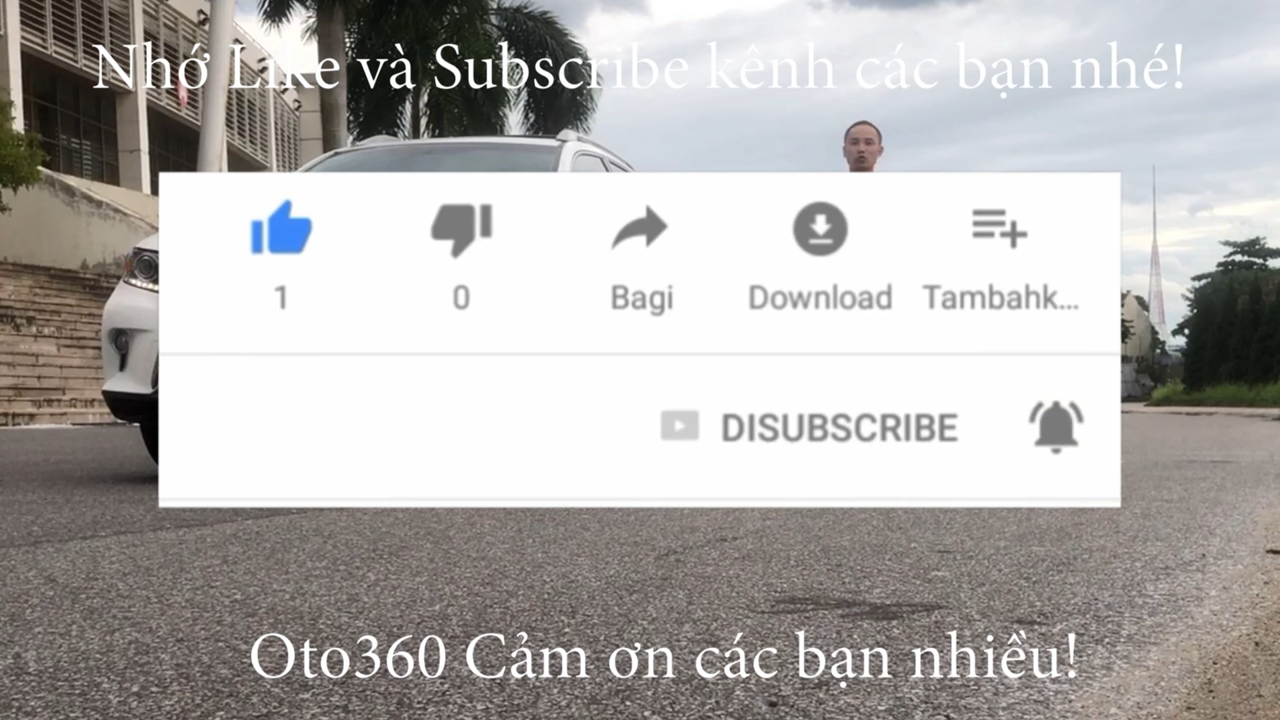 Nhớ Like và Subscribe kênh các bạn nhé!
1 0 Bagi Download Tambahk...
DISUBSCRIBE
Oto360 Cảm ơn các bạn nhiều!